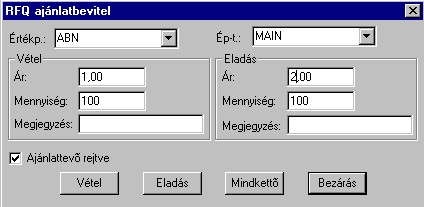 RFQ ajánlatbevitel
Értékp.: ABN Ép-t.: MAIN
Vétel Eladás
Ár: 1,00 Ár: 2,00
Mennyiség: 100 Mennyiség: 100
Megjegyzés: Megjegyzés:
Ajánlattevő rejtve
Vétel Eladás Mindkettő Bezárás